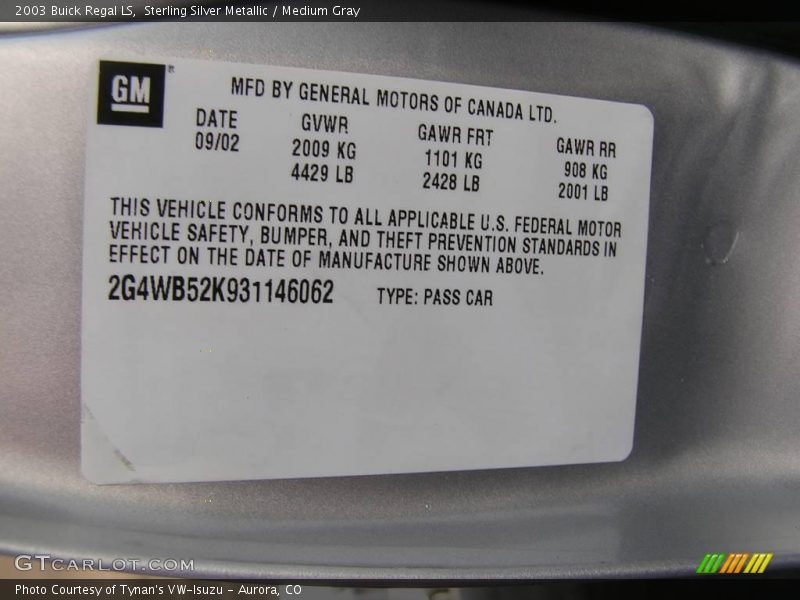 2003 Buick Regal LS, Sterling Silver Metallic / Medium Gray
GM ®
MFD BY GENERAL MOTORS OF CANADA LTD.
DATE GVWR GAWR FRT GAWR RR
09/02 2009 KG 1101 KG 908 KG
4429 LB 2428 LB 2001 LB
THIS VEHICLE CONFORMS TO ALL APPLICABLE U.S. FEDERAL MOTOR
VEHICLE SAFETY, BUMPER, AND THEFT PREVENTION STANDARDS IN
EFFECT ON THE DATE OF MANUFACTURE SHOWN ABOVE.
2G4WB52K931146062 TYPE: PASS CAR
GTCARLOT.COM
Photo Courtesy of Tynan's VW-Isuzu - Aurora, CO